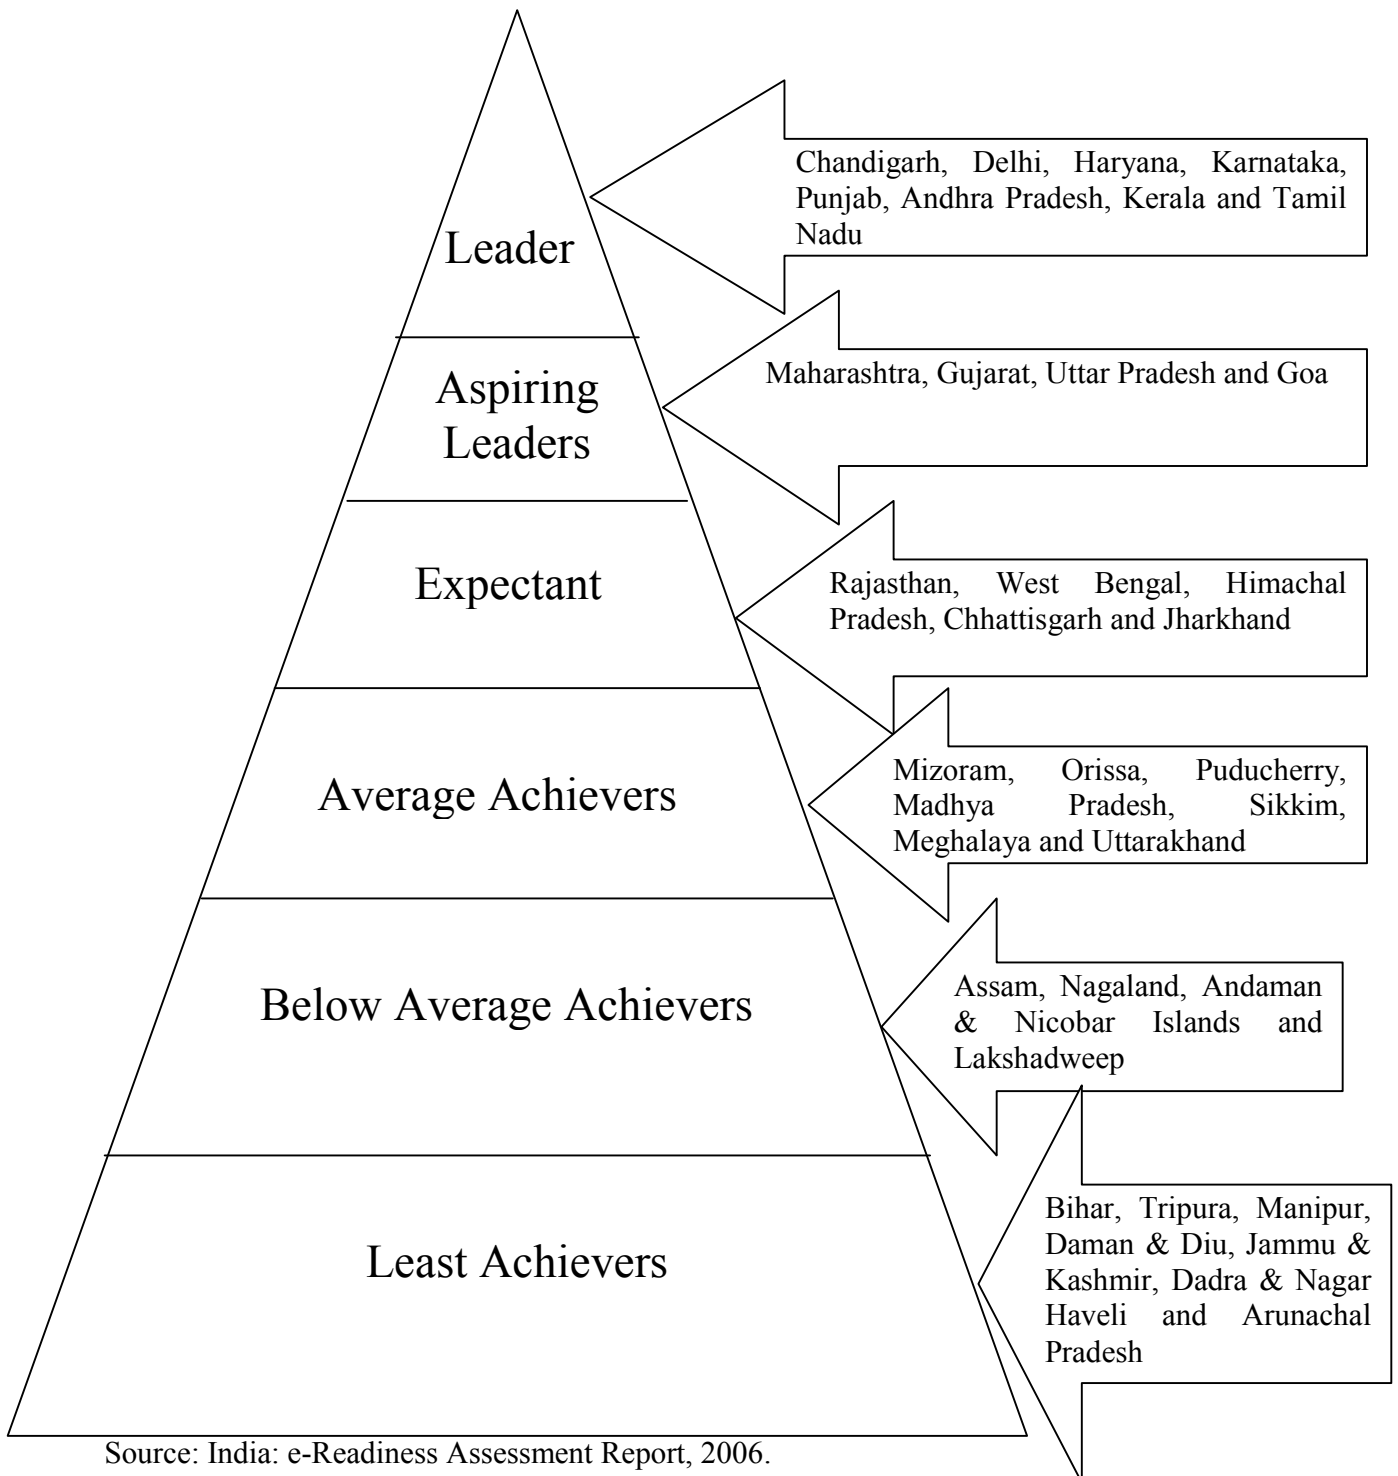 Leader
Chandigarh, Delhi, Haryana, Karnataka,
Punjab, Andhra Pradesh, Kerala and Tamil
Nadu
Aspiring
Leaders
Maharashtra, Gujarat, Uttar Pradesh and Goa
Expectant
Rajasthan, West Bengal, Himachal
Pradesh, Chhattisgarh and Jharkhand
Average Achievers
Mizoram, Orissa, Puducherry,
Madhya Pradesh, Sikkim,
Meghalaya and Uttarakhand
Below Average Achievers
Assam, Nagaland, Andaman
& Nicobar Islands and
Lakshadweep
Least Achievers
Bihar, Tripura, Manipur,
Daman & Diu, Jammu &
Kashmir, Dadra & Nagar
Haveli and Arunachal
Pradesh
Source: India: e-Readiness Assessment Report, 2006.